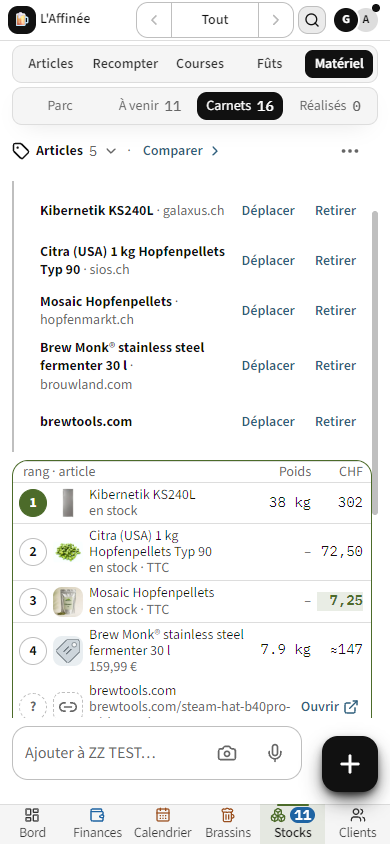 L'Affinée
Tout
G
A
Articles Recompter Courses Fûts Matériel
Parc À venir 11 Carnets 16 Réalisés 0
Articles 5 · Comparer
Kibernetik KS240L · galaxus.ch Déplacer Retirer
Citra (USA) 1 kg Hopfenpellets
Typ 90 · sios.ch Déplacer Retirer
Mosaic Hopfenpellets ·
hopfenmarkt.ch Déplacer Retirer
Brew Monk® stainless steel
fermenter 30 l ·
brouwland.com Déplacer Retirer
brewtools.com Déplacer Retirer
rang · article Poids CHF
1 Kibernetik KS240L
en stock 38 kg 302
2 Citra (USA) 1 kg
Hopfenpellets Typ 90
en stock · TTC – 72,50
3 Mosaic Hopfenpellets
en stock · TTC – 7,25
4 Brew Monk® stainless steel
fermenter 30 l 7.9 kg ≈147
159,99 €
? brewtools.com
brewtools.com/steam-hat-b40pro- Ouvrir
Ajouter à ZZ TEST…
11
Bord Finances Calendrier Brassins Stocks Clients